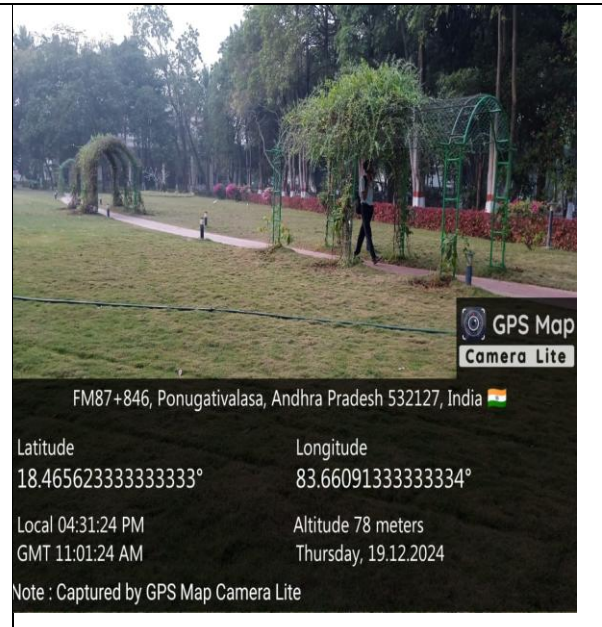 GPS Map
Camera Lite
FM87+846, Ponugativalasa, Andhra Pradesh 532127, India
Latitude
18.465623333333333°
Longitude
83.66091333333334°
Local 04:31:24 PM
GMT 11:01:24 AM
Altitude 78 meters
Thursday, 19.12.2024
Note : Captured by GPS Map Camera Lite